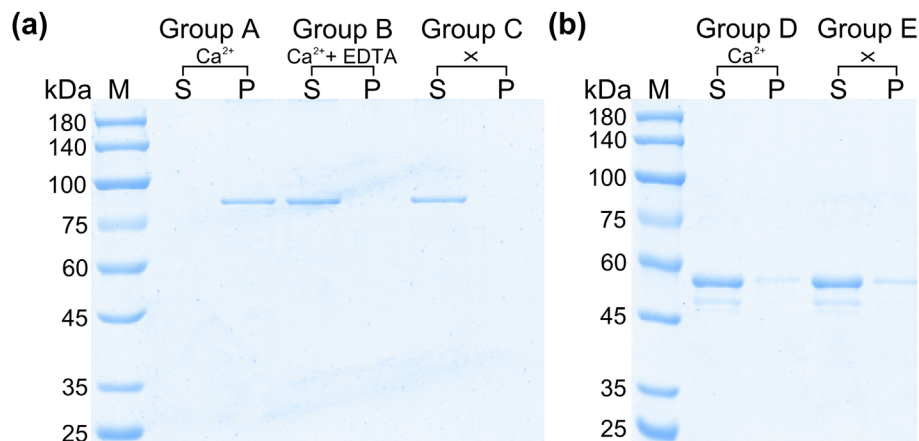 (a)
Group A Group B Group C
Ca²⁺ Ca²⁺+ EDTA ×
kDa M S P S P S P
180
140
100
75
60
45
35
25
(b)
Group D Group E
Ca²⁺ ×
kDa M S P S P
180
140
100
75
60
45
35
25